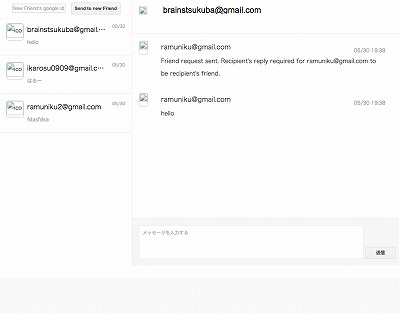 New Friend's google id
Send to new Friend
brainstsukuba@gmail.…
05/30
hello
ikarosu0909@gmail.c…
05/30
はろー
ramuniku2@gmail.com
05/30
fdasfdsa
brainstsukuba@gmail.com
ramuniku@gmail.com
05/30 19:38
Friend request sent. Recipient's reply required for ramuniku@gmail.com to
be recipient's friend.
ramuniku@gmail.com
05/30 19:38
hello
メッセージを入力する
送信